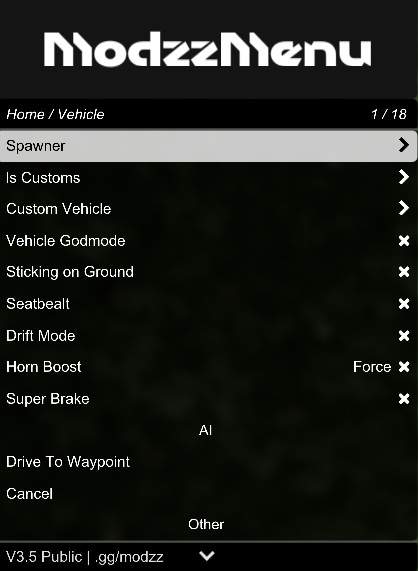 ModzzMenu
Home / Vehicle 1 / 18
Spawner
ls Customs
Custom Vehicle
Vehicle Godmode
Sticking on Ground
Seatbealt
Drift Mode
Horn Boost Force
Super Brake
AI
Drive To Waypoint
Cancel
Other
V3.5 Public | .gg/modzz